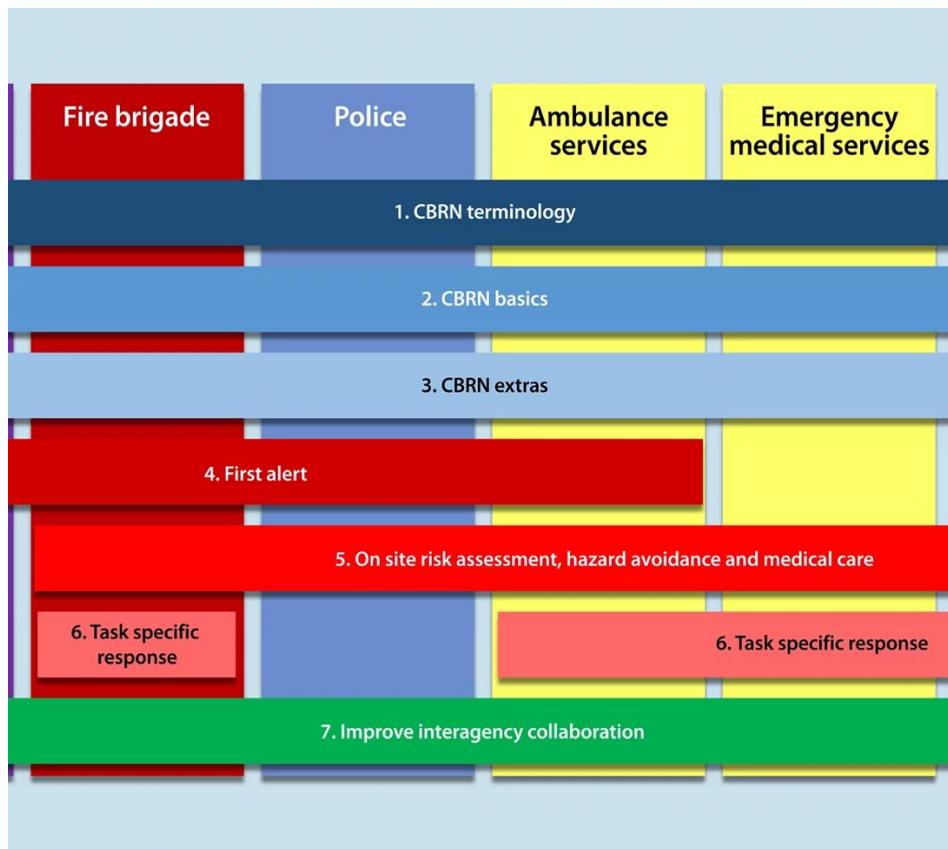 Fire brigade
Police
Ambulance
services
Emergency
medical services
1. CBRN terminology
2. CBRN basics
3. CBRN extras
4. First alert
5. On site risk assessment, hazard avoidance and medical care
6. Task specific
response
6. Task specific response
7. Improve interagency collaboration